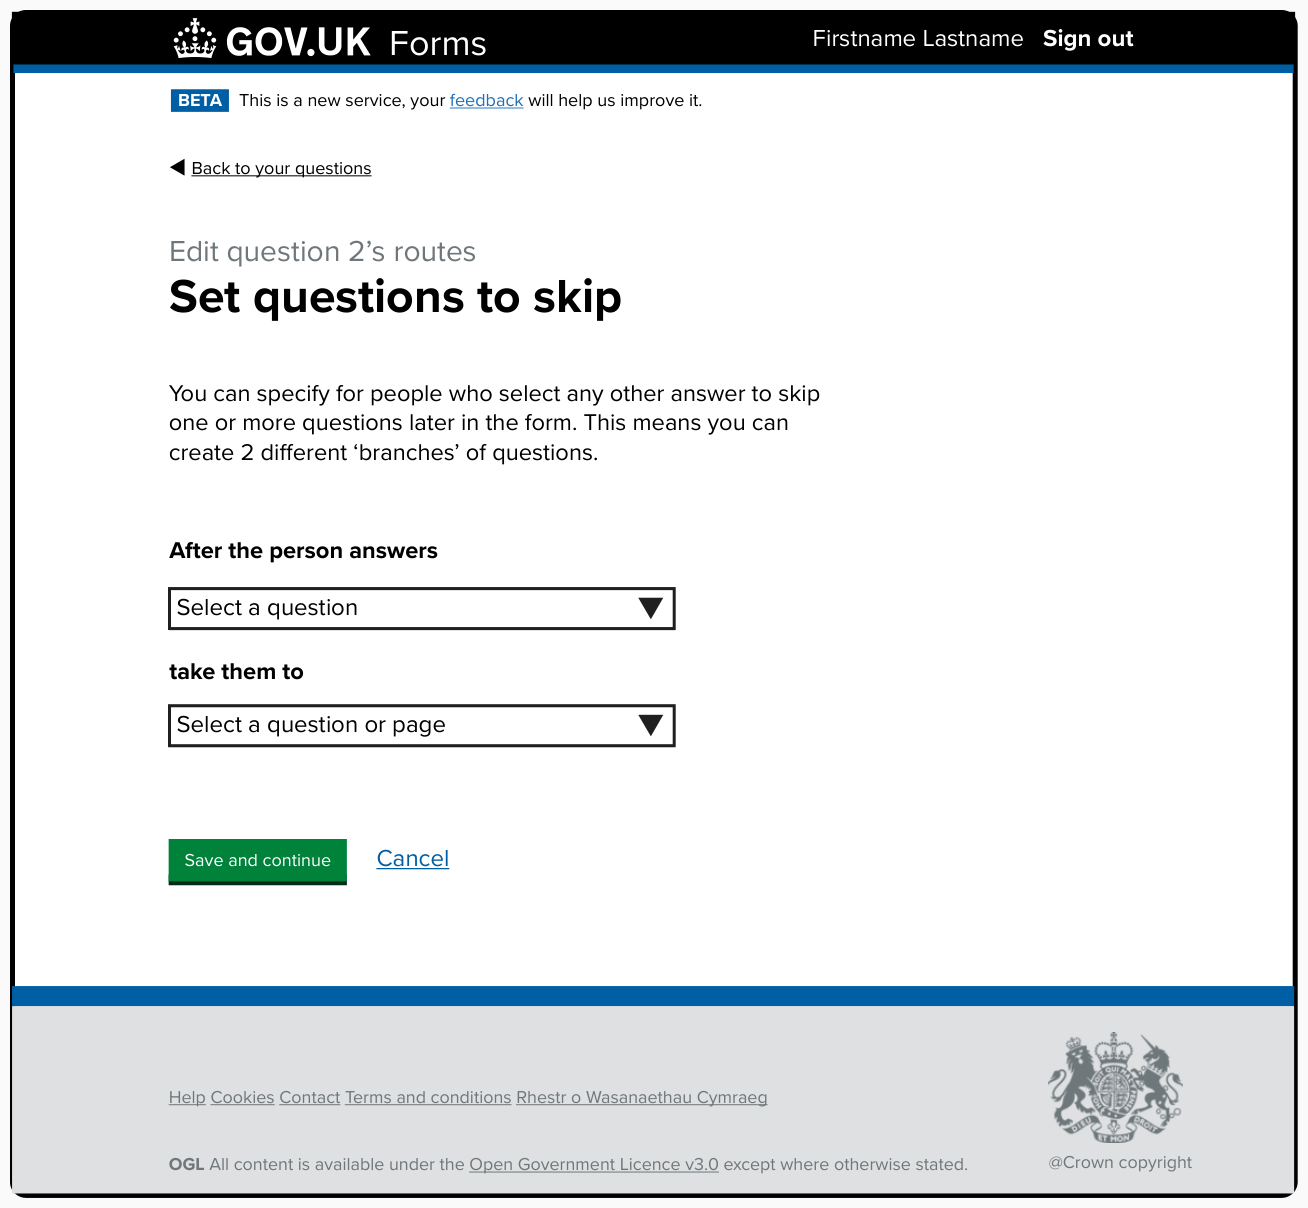 GOV.UK Forms
Firstname Lastname Sign out
BETA This is a new service, your feedback will help us improve it.
Back to your questions
Edit question 2’s routes
Set questions to skip
You can specify for people who select any other answer to skip
one or more questions later in the form. This means you can
create 2 different ‘branches’ of questions.
After the person answers
Select a question
take them to
Select a question or page
Save and continue Cancel
Help Cookies Contact Terms and conditions Rhestr o Wasanaethau Cymraeg
OGL All content is available under the Open Government Licence v3.0 except where otherwise stated.
DIEU ET MON DROIT
@Crown copyright